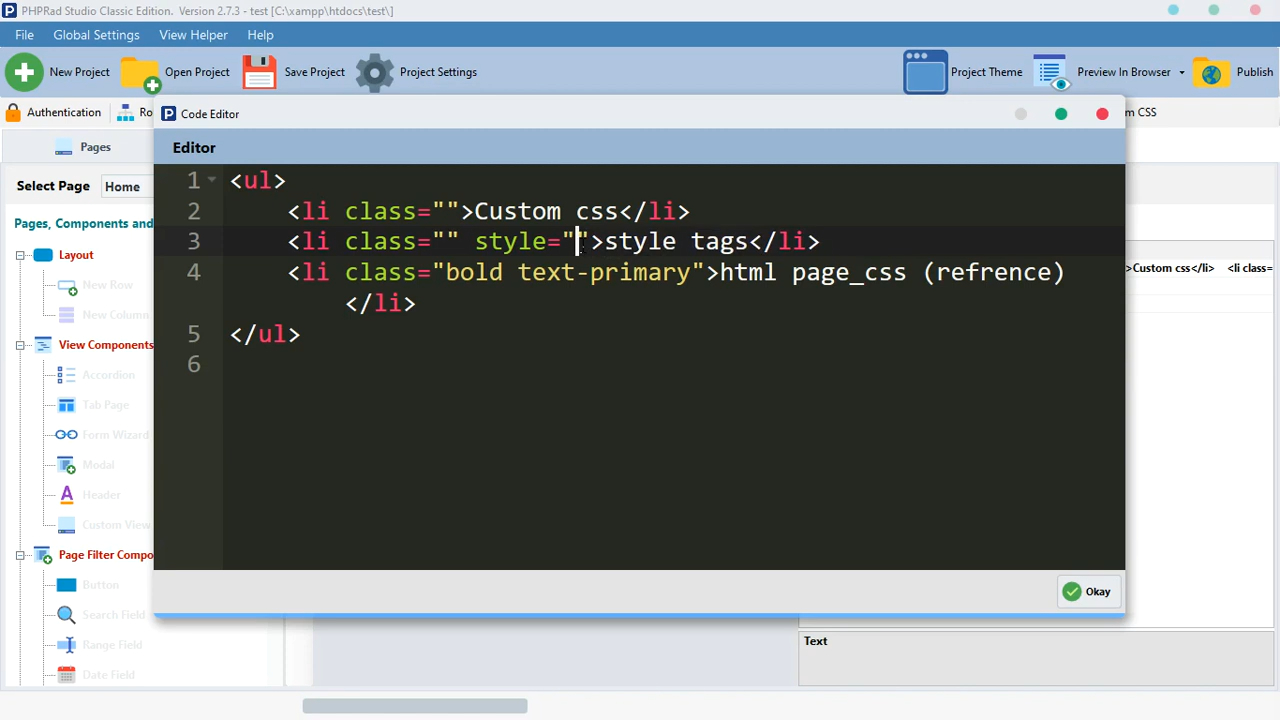 PHPRad Studio Classic Edition. Version 2.7.3 - test [C:\xampp\htdocs\test\]
File Global Settings View Helper Help
New Project Open Project Save Project Project Settings Project Theme Preview In Browser Publish
Authentication Ro m CSS
Code Editor
Pages
Editor
Select Page Home
1 <ul>
2 <li class="">Custom css</li>
3 <li class="" style="">style tags</li>
4 <li class="bold text-primary">html page_css (refrence)
</li>
5 </ul>
6
Pages, Components and
Layout
New Row
New Column
View Components
Accordion
Tab Page
Form Wizard
Modal
Header
Custom View
Page Filter Compo
Button
Search Field
Range Field
Date Field
>Custom css</li> <li class=
Okay
Text